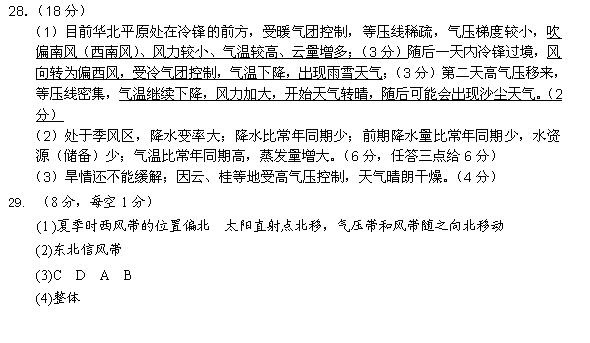 28.（18 分）
（1）目前华北平原处在冷锋的前方，受暖气团控制，等压线稀疏，气压梯度较小，吹
偏南风（西南风）、风力较小、气温较高、云量增多；（3 分）随后一天内冷锋过境，风
向转为偏西风，受冷气团控制，气温下降，出现雨雪天气；（3 分）第二天高气压移来，
等压线密集，气温继续下降，风力加大，开始天气转晴，随后可能会出现沙尘天气。（2
分）
（2）处于季风区，降水变率大；降水比常年同期少；前期降水量比常年同期少，水资
源（储备）少；气温比常年同期高，蒸发量增大。（6 分，任答三点给 6 分）
（3）旱情还不能缓解；因云、桂等地受高气压控制，天气晴朗干燥。（4 分）
29. （8 分，每空 1 分）
(1)夏季时西风带的位置偏北　太阳直射点北移，气压带和风带随之向北移动
(2)东北信风带
(3)C　D　A　B
(4)整体